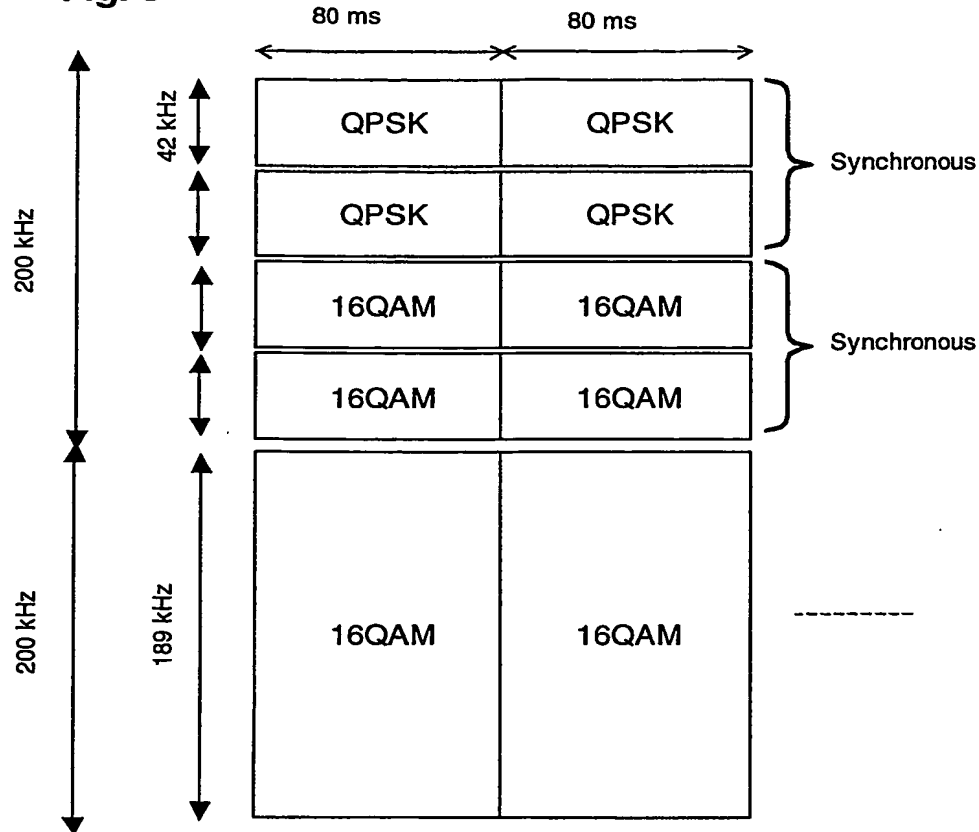 80 ms 80 ms
42 kHz QPSK QPSK
Synchronous
QPSK QPSK
200 kHz
16QAM 16QAM
Synchronous
16QAM 16QAM
200 kHz
189 kHz
16QAM 16QAM